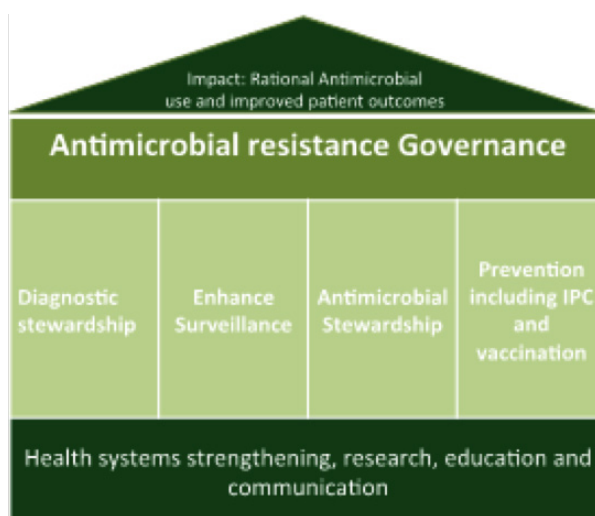 Impact: Rational Antimicrobial
use and improved patient outcomes
Antimicrobial resistance Governance
Diagnostic
stewardship
Enhance
Surveillance
Antimicrobial
Stewardship
Prevention
including IPC
and
vaccination
Health systems strengthening, research, education and
communication